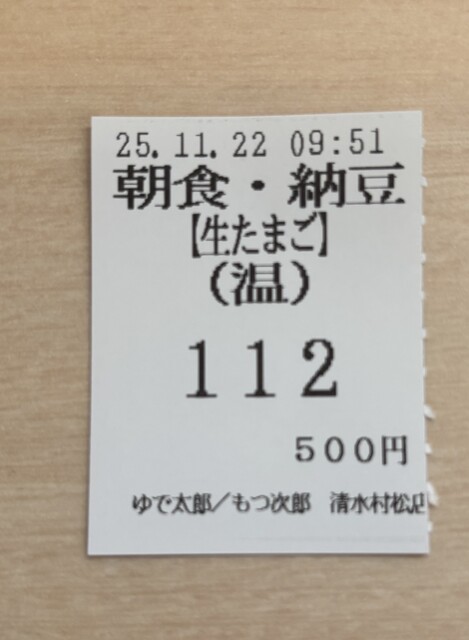 25.11.22 09:51
朝食・納豆
【生たまご】
（温）
112
500円
ゆで太郎／もつ次郎　清水村松